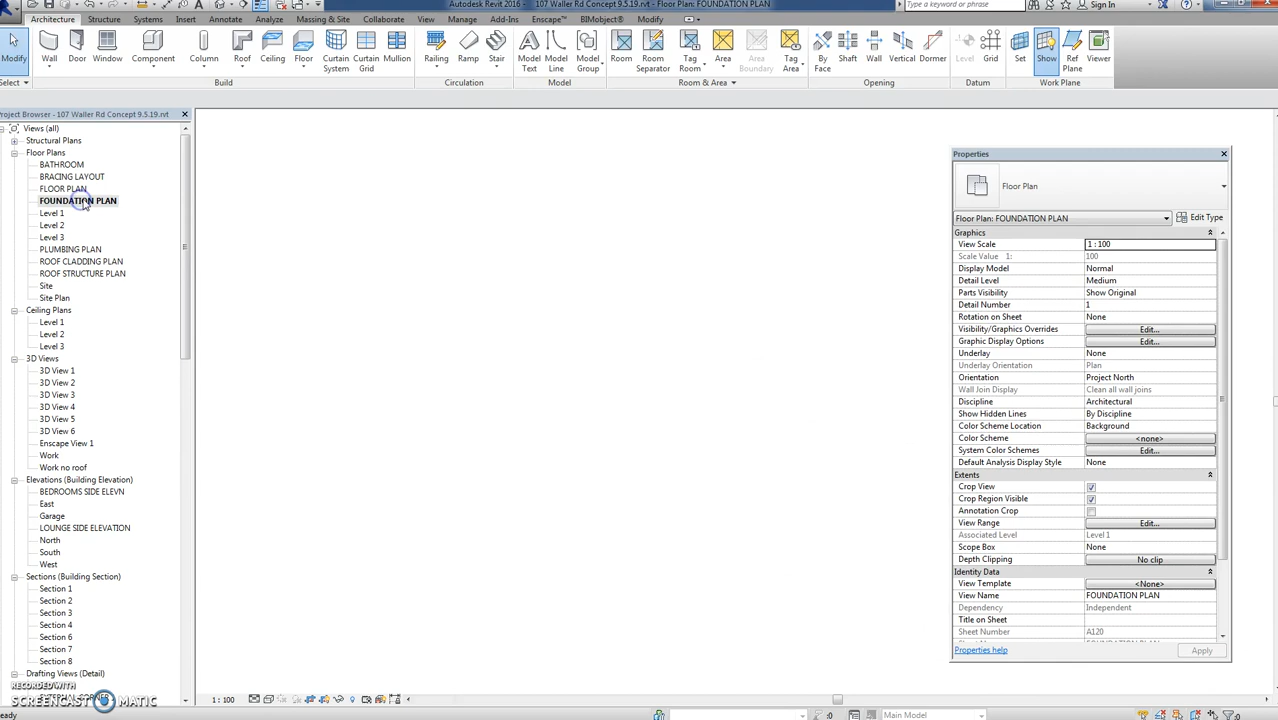 Autodesk Revit 2016 - 107 Waller Rd Concept 9.5.19.rvt - Floor Plan: FOUNDATION PLAN
Type a keyword or phrase
Sign In
Architecture Structure Systems Insert Annotate Analyze Massing & Site Collaborate View Manage Add-Ins Enscape™ BIMobject® Modify
Modify Wall Door Window Component Column Roof Ceiling Floor Curtain System Curtain Grid Mullion Railing Ramp Stair Model Text Model Line Model Group Room Room Separator Tag Room Area Area Boundary Tag Area By Face Shaft Wall Vertical Dormer Level Grid Set Show Ref Plane Viewer
Select Build Circulation Model Room & Area Opening Datum Work Plane
Project Browser - 107 Waller Rd Concept 9.5.19.rvt
Views (all)
Structural Plans
Floor Plans
BATHROOM
BRACING LAYOUT
FLOOR PLAN
FOUNDATION PLAN
Level 1
Level 2
Level 3
PLUMBING PLAN
ROOF CLADDING PLAN
ROOF STRUCTURE PLAN
Site
Site Plan
Ceiling Plans
Level 1
Level 2
Level 3
3D Views
3D View 1
3D View 2
3D View 3
3D View 4
3D View 5
3D View 6
Enscape View 1
Work
Work no roof
Elevations (Building Elevation)
BEDROOMS SIDE ELEVN
East
Garage
LOUNGE SIDE ELEVATION
North
South
West
Sections (Building Section)
Section 1
Section 2
Section 3
Section 4
Section 6
Section 7
Section 8
Drafting Views (Detail)
RECORDED WITH
SCREENCAST MATIC
Ready
1 : 100
:0
Main Model
Properties
Floor Plan
Floor Plan: FOUNDATION PLAN
Edit Type
Graphics
View Scale 1 : 100
Scale Value 1: 100
Display Model Normal
Detail Level Medium
Parts Visibility Show Original
Detail Number 1
Rotation on Sheet None
Visibility/Graphics Overrides Edit...
Graphic Display Options Edit...
Underlay None
Underlay Orientation Plan
Orientation Project North
Wall Join Display Clean all wall joins
Discipline Architectural
Show Hidden Lines By Discipline
Color Scheme Location Background
Color Scheme <none>
System Color Schemes Edit...
Default Analysis Display Style None
Extents
Crop View
Crop Region Visible
Annotation Crop
View Range Edit...
Associated Level Level 1
Scope Box None
Depth Clipping No clip
Identity Data
View Template <None>
View Name FOUNDATION PLAN
Dependency Independent
Title on Sheet
Sheet Number A120
Properties help
Apply